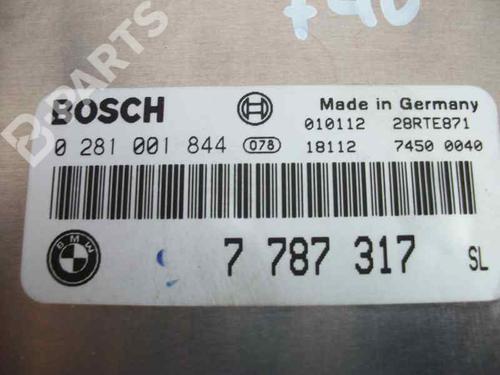 740
B-PARTS
BOSCH
Made in Germany
010112 28RTE871
0 281 001 844 078 18112 7450 0040
BMW
7 787 317 SL